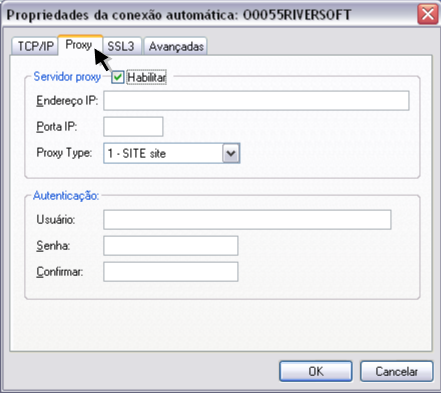 Propriedades da conexão automática: O0055RIVERSOFT
TCP/IP Proxy SSL3 Avançadas
Servidor proxy Habilitar
Endereço IP:
Porta IP:
Proxy Type: 1 - SITE site
Autenticação:
Usuário:
Senha:
Confirmar:
OK Cancelar